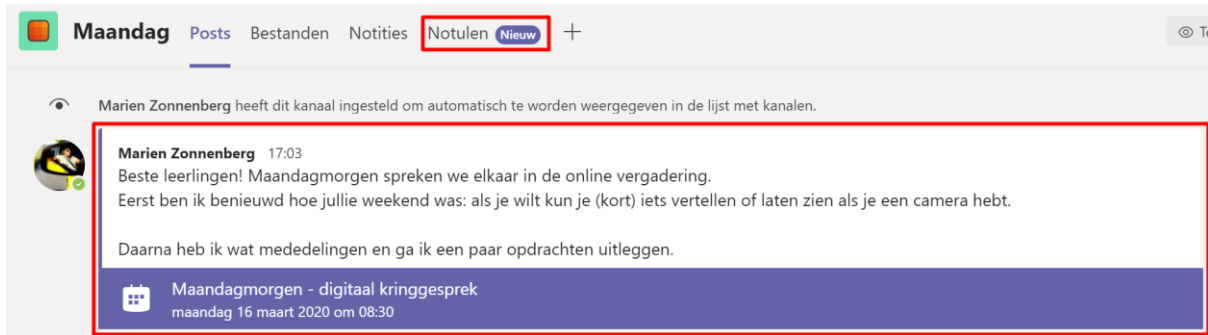 Maandag Posts Bestanden Notities Notulen Nieuw +
Marien Zonnenberg heeft dit kanaal ingesteld om automatisch te worden weergegeven in de lijst met kanalen.
Marien Zonnenberg 17:03
Beste leerlingen! Maandagmorgen spreken we elkaar in de online vergadering.
Eerst ben ik benieuwd hoe jullie weekend was: als je wilt kun je (kort) iets vertellen of laten zien als je een camera hebt.
Daarna heb ik wat mededelingen en ga ik een paar opdrachten uitleggen.
Maandagmorgen - digitaal kringgesprek
maandag 16 maart 2020 om 08:30